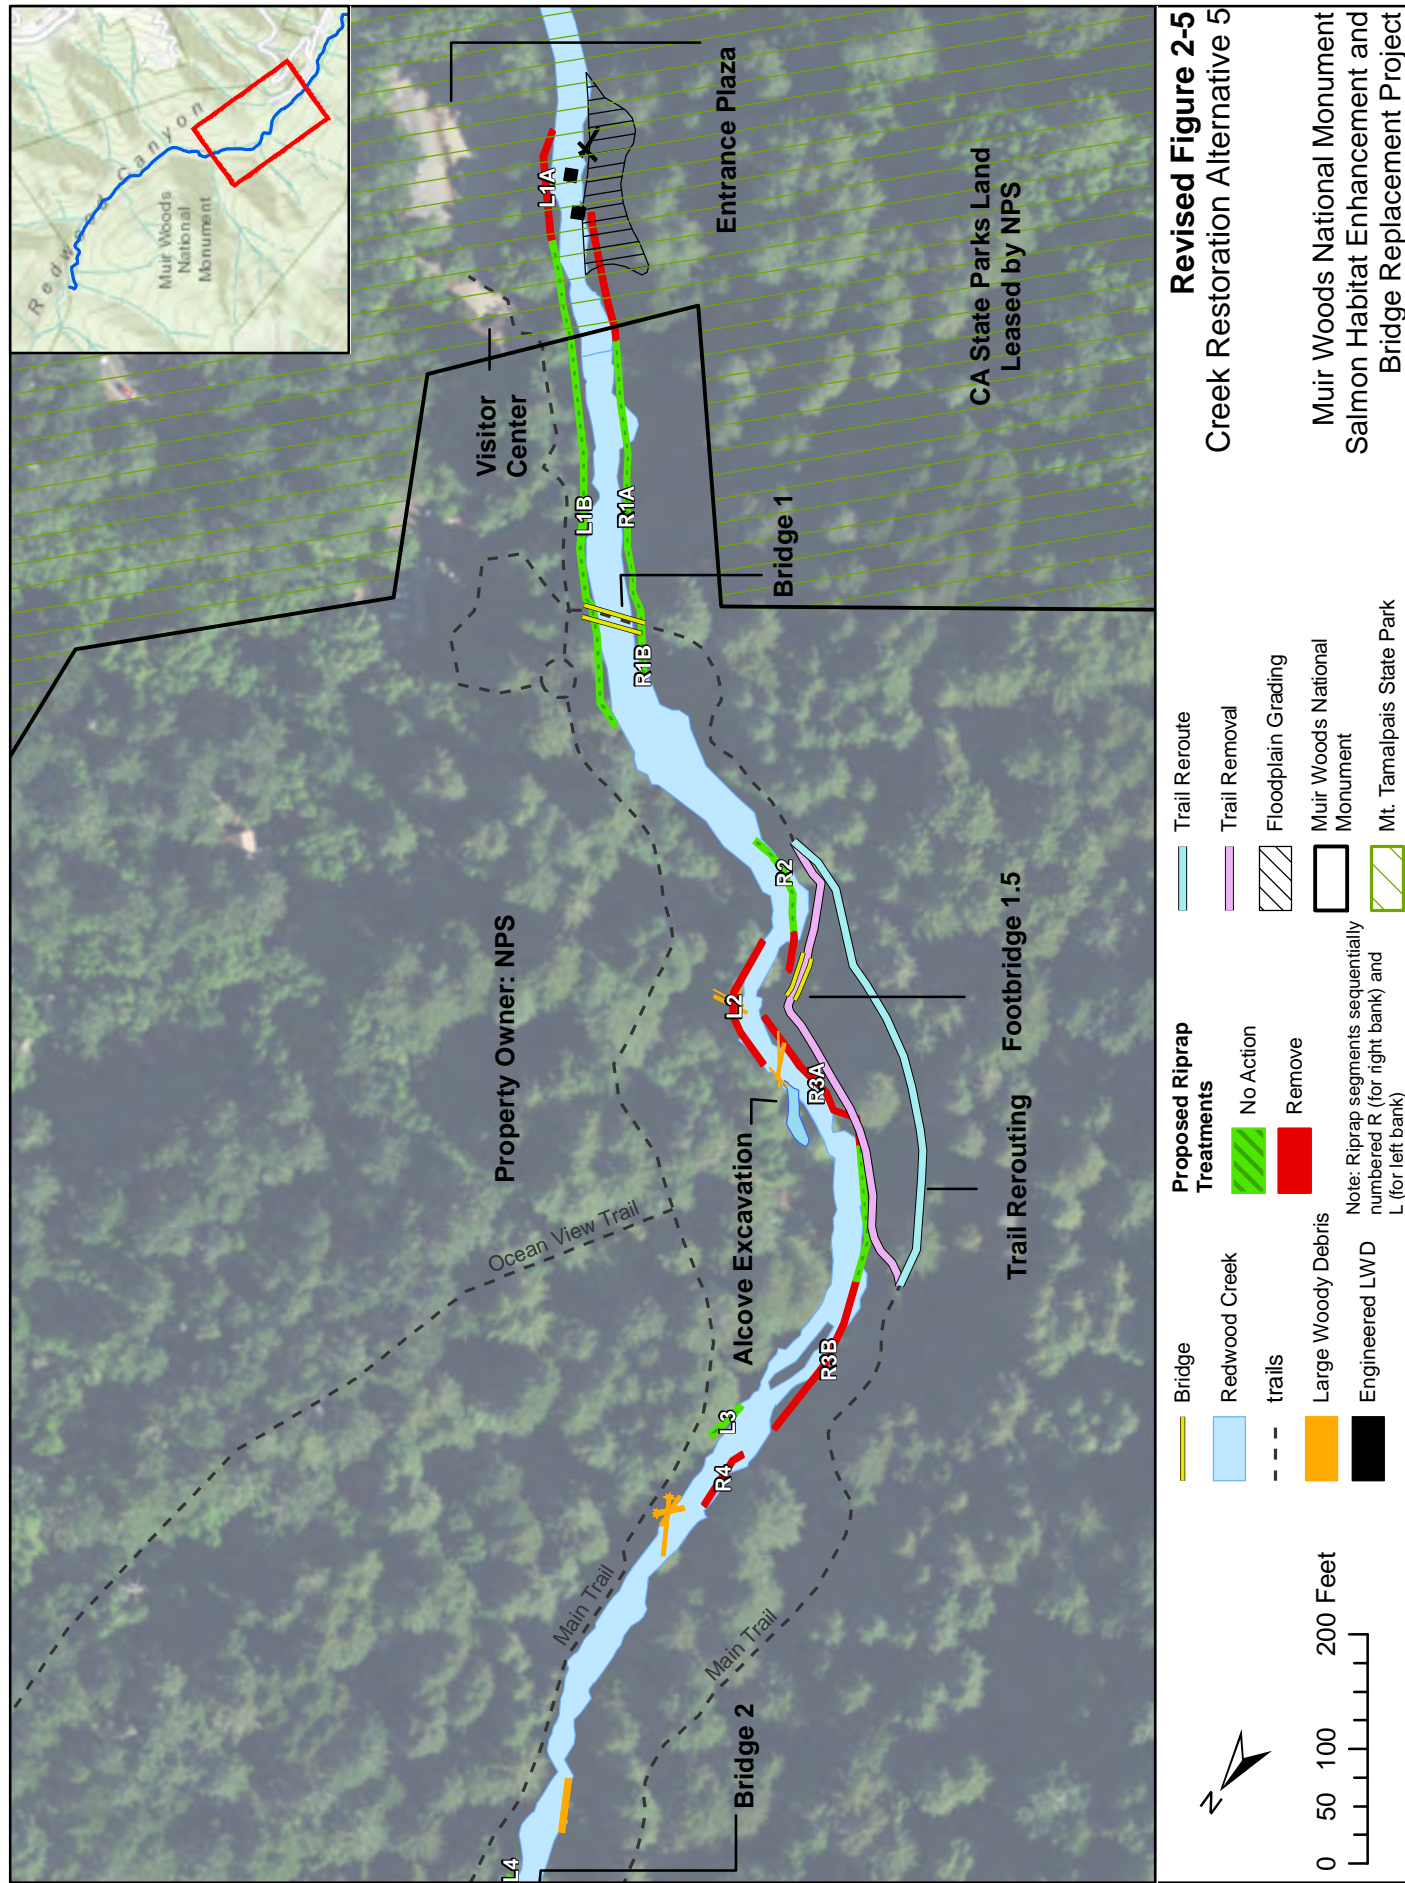 Redwood Canyon
Muir Woods
National
Monument
Entrance Plaza
L1A
Visitor
Center
CA State Parks Land
Leased by NPS
L1B
R1A
Bridge 1
R1B
Property Owner: NPS
R2
L2
Footbridge 1.5
R3A
Alcove Excavation
Trail Rerouting
Ocean View Trail
R3B
L3
R4
Main Trail
Main Trail
Bridge 2
L4
Revised Figure 2-5
Creek Restoration Alternative 5
Muir Woods National Monument
Salmon Habitat Enhancement and
Bridge Replacement Project
N
0 50 100 200 Feet
Bridge
Redwood Creek
trails
Large Woody Debris
Engineered LWD
Proposed Riprap
Treatments
No Action
Remove
Note: Riprap segments sequentially
numbered R (for right bank) and
L (for left bank)
Trail Reroute
Trail Removal
Floodplain Grading
Muir Woods National
Monument
Mt. Tamalpais State Park